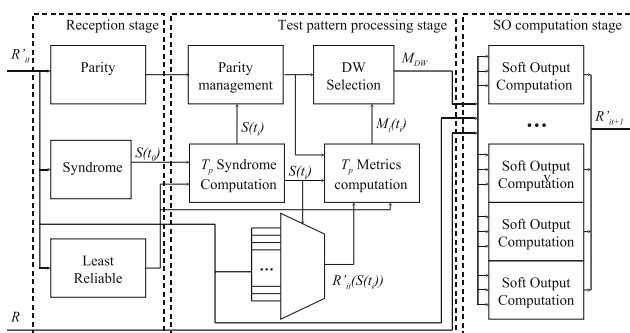 Reception stage
Test pattern processing stage
SO computation stage
R'it
Parity
Parity
management
DW
Selection
MDW
Soft Output
Computation
S(ti)
Mi(ti)
...
R'it+1
Syndrome
S(t0)
Tp Syndrome
Computation
S(ti)
Tp Metrics
computation
Soft Output
Computation
Least
Reliable
...
R'it(S(ti))
Soft Output
Computation
Soft Output
Computation
R